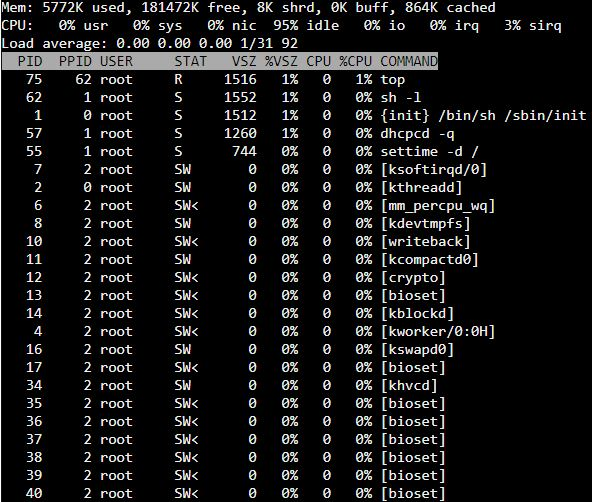 Mem: 5772K used, 181472K free, 8K shrd, 0K buff, 864K cached
CPU:   0% usr   0% sys   0% nic  95% idle   0% io   0% irq   3% sirq
Load average: 0.00 0.00 0.00 1/31 92
  PID  PPID USER     STAT   VSZ %VSZ CPU %CPU COMMAND
   75    62 root     R     1516   1%   0   1% top
   62     1 root     S     1552   1%   0   0% sh -l
    1     0 root     S     1512   1%   0   0% {init} /bin/sh /sbin/init
   57     1 root     S     1260   1%   0   0% dhcpcd -q
   55     1 root     S      744   0%   0   0% settime -d /
    7     2 root     SW       0   0%   0   0% [ksoftirqd/0]
    2     0 root     SW       0   0%   0   0% [kthreadd]
    6     2 root     SW<      0   0%   0   0% [mm_percpu_wq]
    8     2 root     SW       0   0%   0   0% [kdevtmpfs]
   10     2 root     SW<      0   0%   0   0% [writeback]
   11     2 root     SW       0   0%   0   0% [kcompactd0]
   12     2 root     SW<      0   0%   0   0% [crypto]
   13     2 root     SW<      0   0%   0   0% [bioset]
   14     2 root     SW<      0   0%   0   0% [kblockd]
    4     2 root     SW<      0   0%   0   0% [kworker/0:0H]
   16     2 root     SW       0   0%   0   0% [kswapd0]
   17     2 root     SW<      0   0%   0   0% [bioset]
   34     2 root     SW       0   0%   0   0% [khvcd]
   35     2 root     SW<      0   0%   0   0% [bioset]
   36     2 root     SW<      0   0%   0   0% [bioset]
   37     2 root     SW<      0   0%   0   0% [bioset]
   38     2 root     SW<      0   0%   0   0% [bioset]
   39     2 root     SW<      0   0%   0   0% [bioset]
   40     2 root     SW<      0   0%   0   0% [bioset]